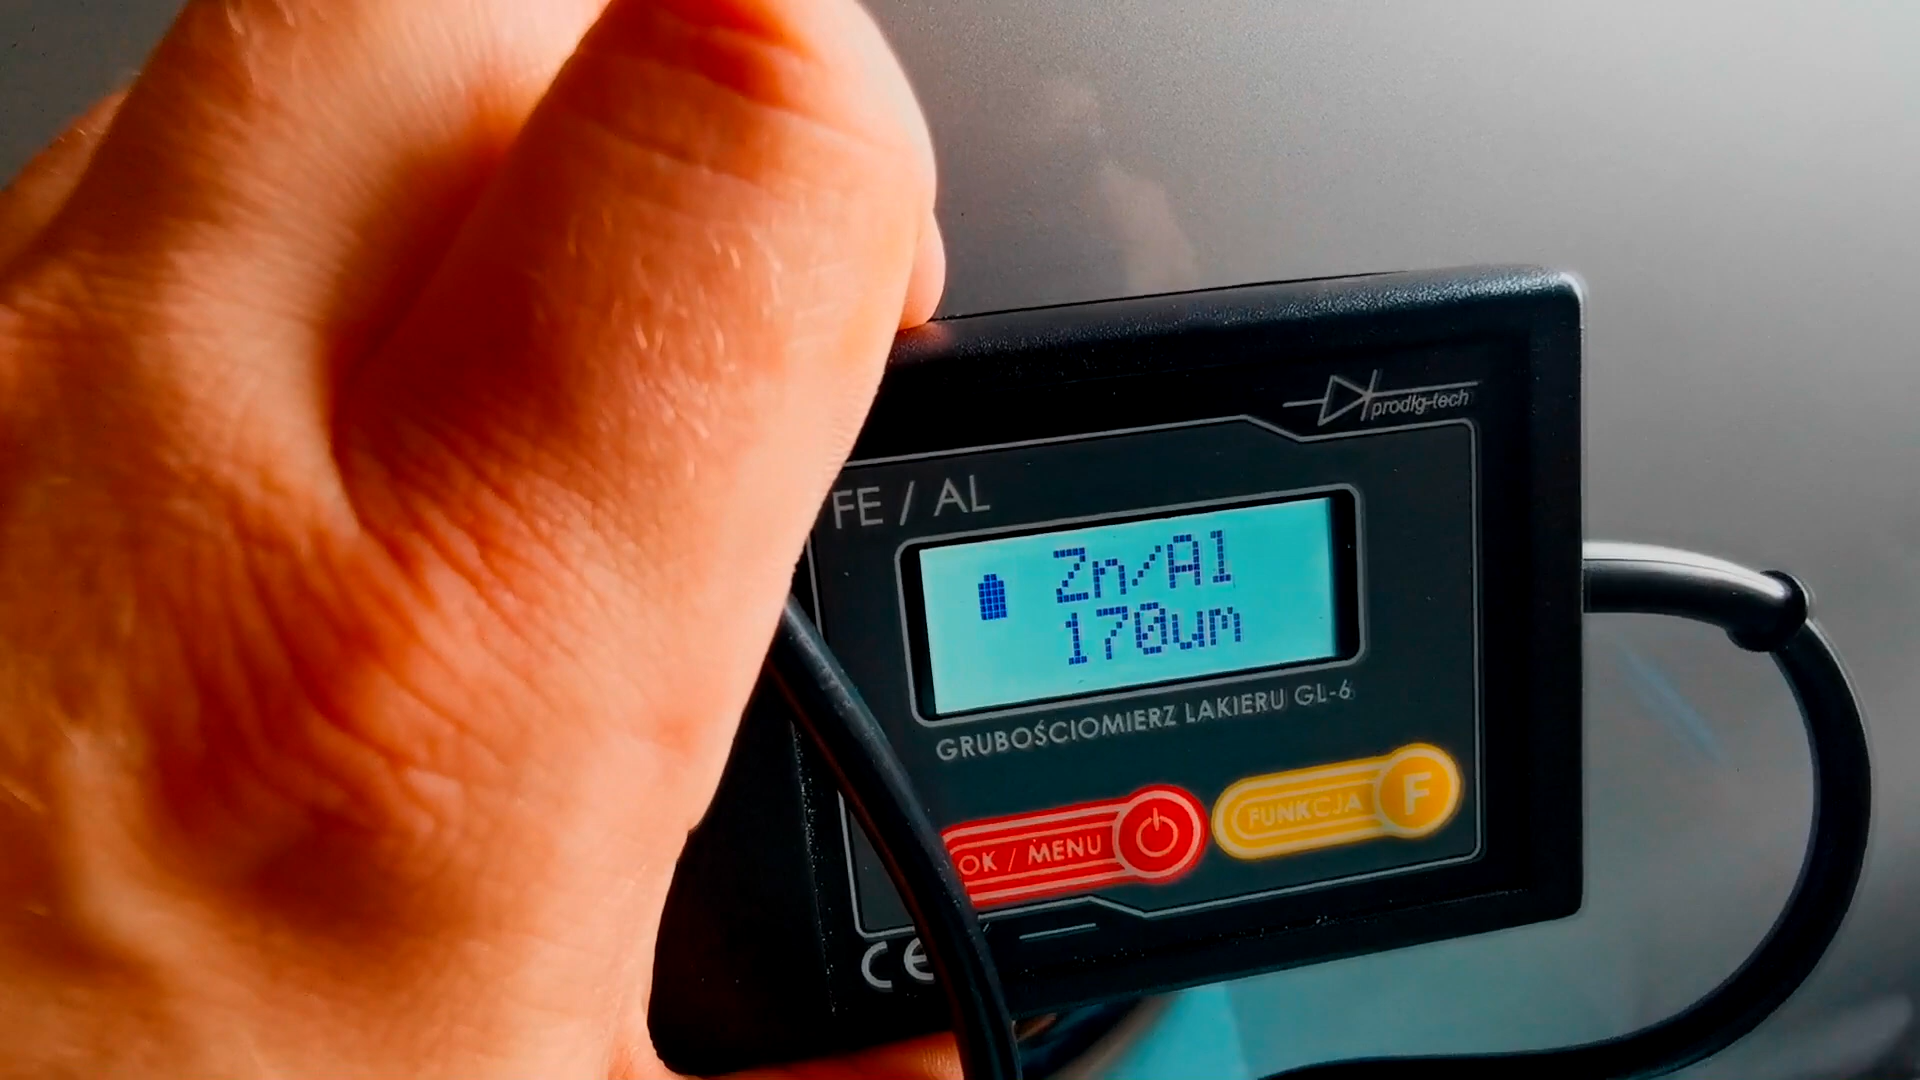 prodig-tech
FE / AL
Zn/Al
170um
GRUBOŚCIOMIERZ LAKIERU GL-6
OK / MENU
FUNKCJA F
CE